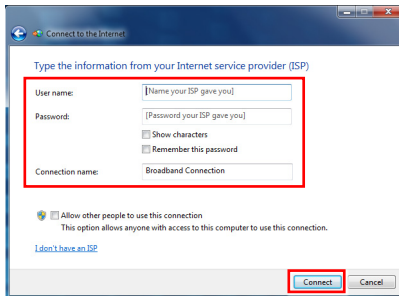 Connect to the Internet
Type the information from your Internet service provider (ISP)
User name: [Name your ISP gave you]
Password: [Password your ISP gave you]
Show characters
Remember this password
Connection name: Broadband Connection
Allow other people to use this connection
This option allows anyone with access to this computer to use this connection.
I don't have an ISP
Connect Cancel